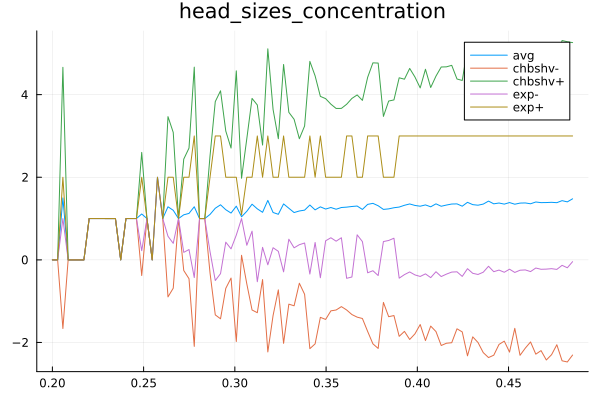 head_sizes_concentration
avg
chbshv-
chbshv+
exp-
exp+
4
2
0
−2
0.20 0.25 0.30 0.35 0.40 0.45